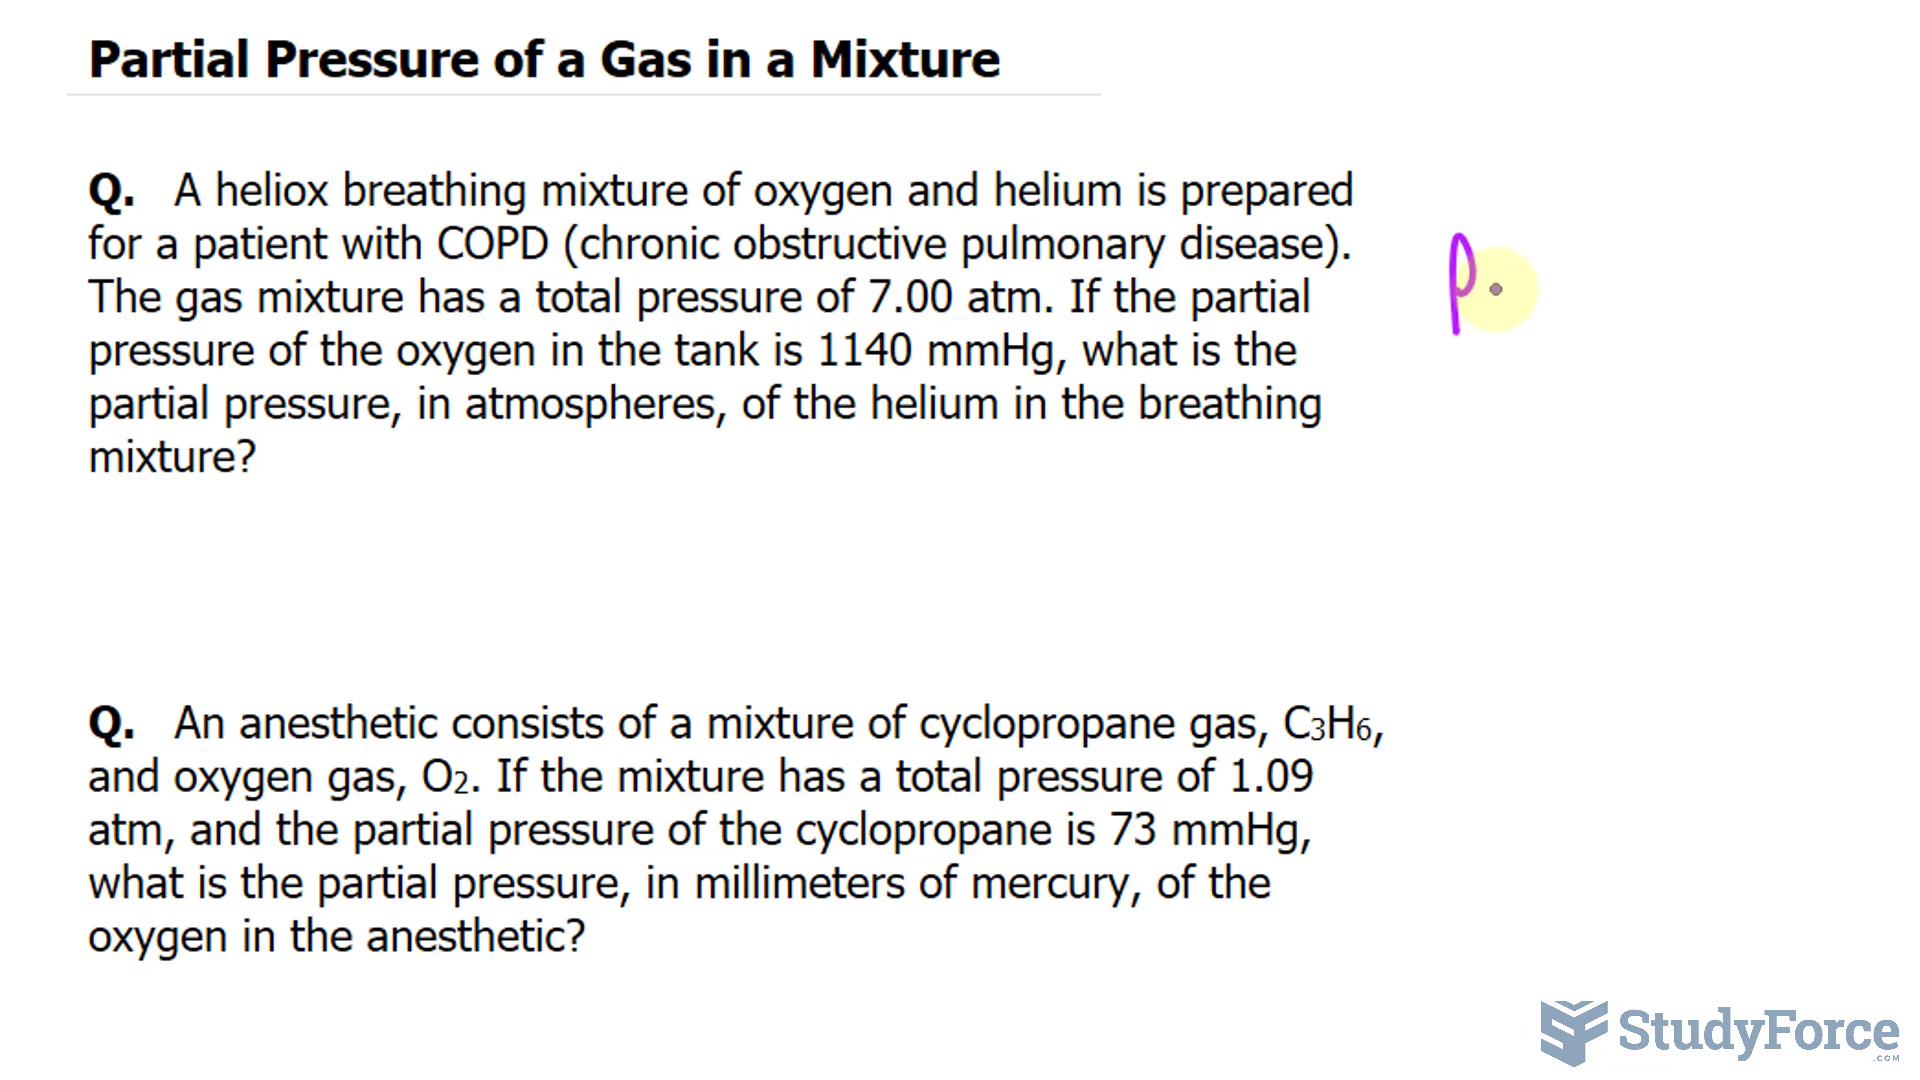 Partial Pressure of a Gas in a Mixture
Q. A heliox breathing mixture of oxygen and helium is prepared
for a patient with COPD (chronic obstructive pulmonary disease).
The gas mixture has a total pressure of 7.00 atm. If the partial
pressure of the oxygen in the tank is 1140 mmHg, what is the
partial pressure, in atmospheres, of the helium in the breathing
mixture?
P
Q. An anesthetic consists of a mixture of cyclopropane gas, C₃H₆,
and oxygen gas, O₂. If the mixture has a total pressure of 1.09
atm, and the partial pressure of the cyclopropane is 73 mmHg,
what is the partial pressure, in millimeters of mercury, of the
oxygen in the anesthetic?
StudyForce
.COM